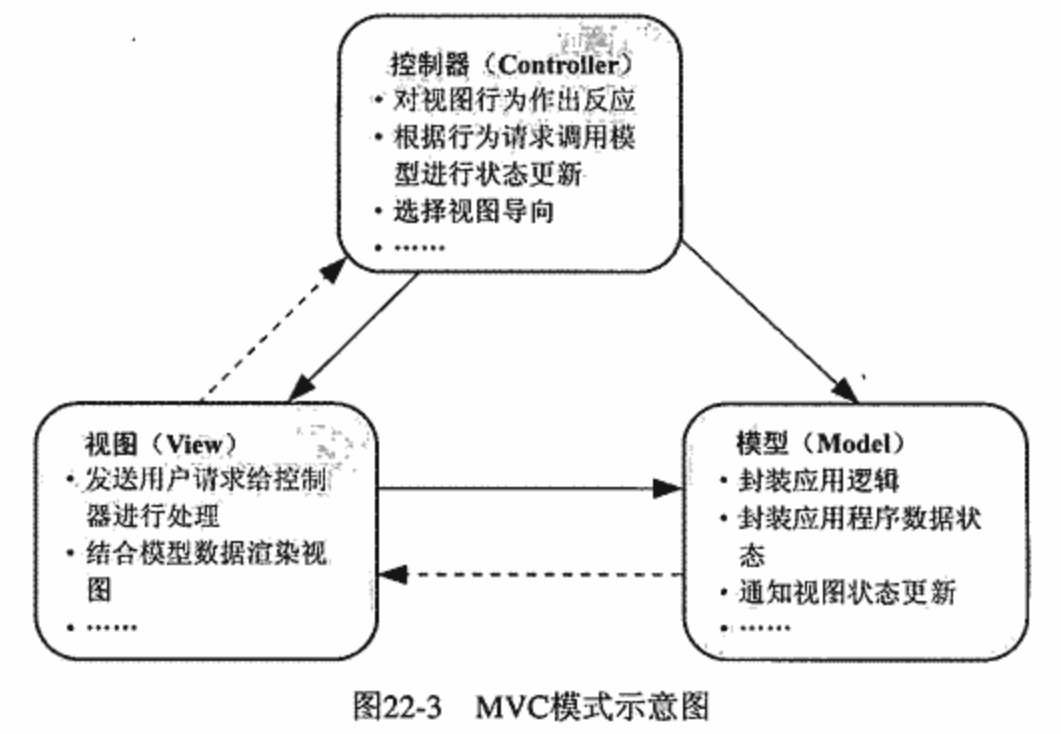 控制器（Controller）
• 对视图行为作出反应
• 根据行为请求调用模
型进行状态更新
• 选择视图导向
• ……
视图（View）
• 发送用户请求给控制
器进行处理
• 结合模型数据渲染视
图
• ……
模型（Model）
• 封装应用逻辑
• 封装应用程序数据状
态
• 通知视图状态更新
• ……
图22-3 MVC模式示意图